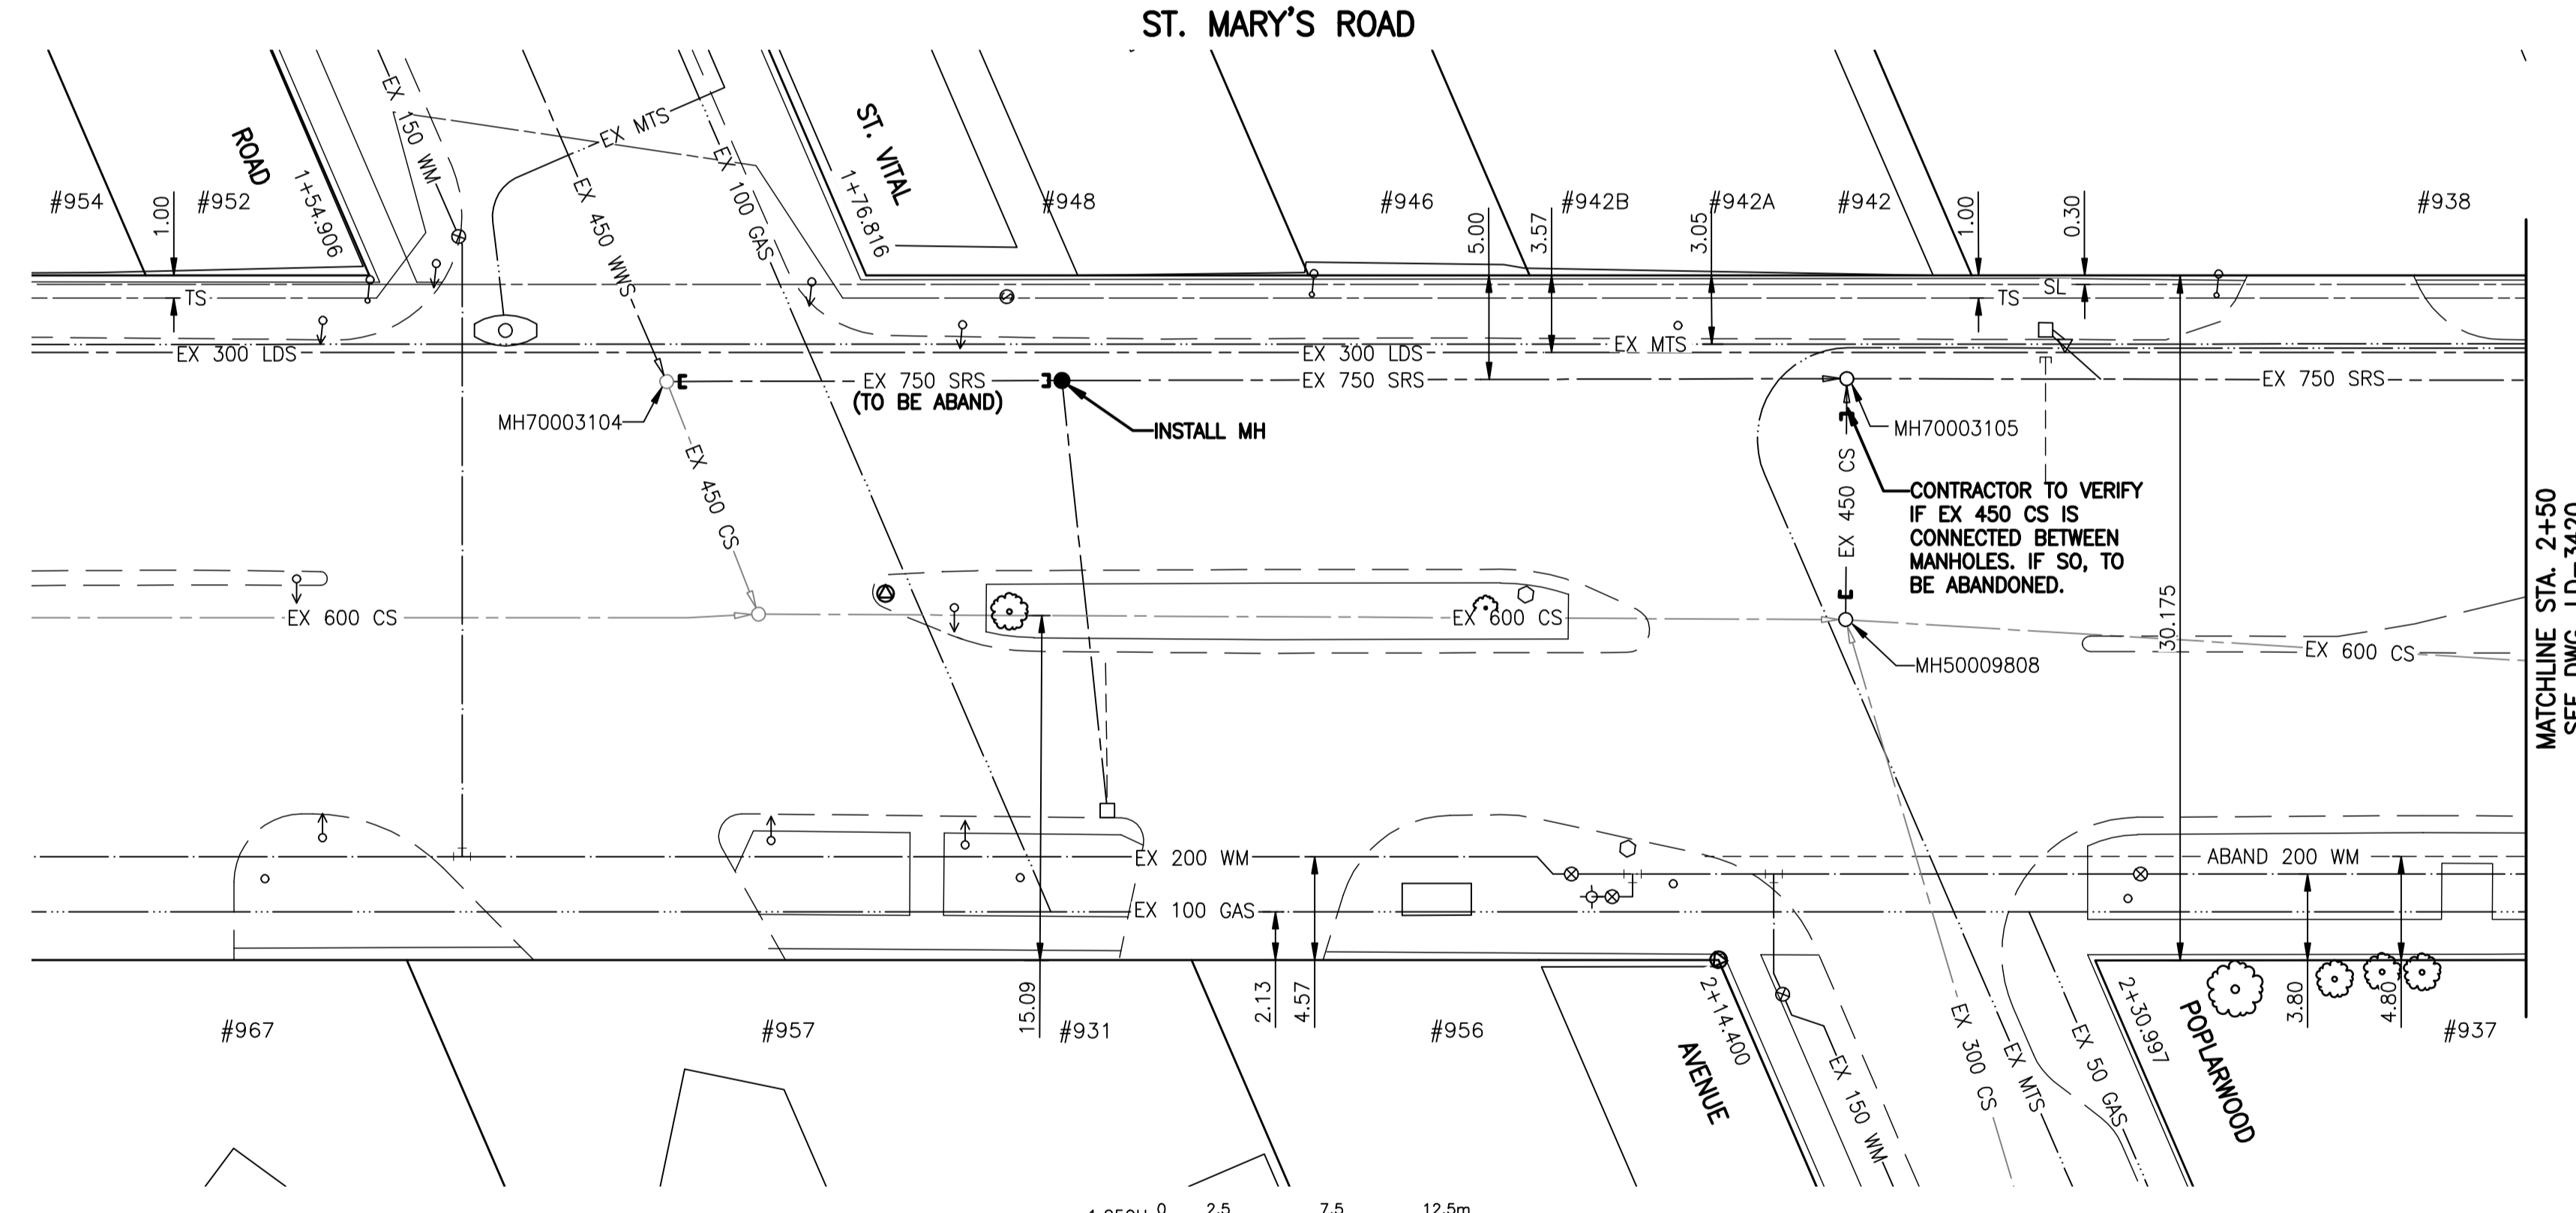 ST. MARY'S ROAD
EX 150 WM
EX MTS
EX 450 WWS
EX 100 GAS
ROAD
1+54.906
ST. VITAL
1+76.816
#954
1.00
#952
#948
#946
5.00
3.57
#942B
3.05
#942A
#942
1.00
0.30
#938
TS
TS
SL
EX 300 LDS
EX 300 LDS
EX MTS
EX 750 SRS
(TO BE ABAND)
EX 750 SRS
EX 750 SRS
MH70003104
INSTALL MH
MH70003105
EX 450 CS
EX 450 CS
CONTRACTOR TO VERIFY
IF EX 450 CS IS
CONNECTED BETWEEN
MANHOLES. IF SO, TO
BE ABANDONED.
MATCHLINE STA. 2+50
SEE DWG LD-3420
EX 600 CS
EX 600 CS
30.175
EX 600 CS
MH50009808
EX 200 WM
ABAND 200 WM
EX 100 GAS
15.09
2.13
4.57
3.80
4.80
#967
#957
#931
#956
#937
2+14.400
AVENUE
EX 150 WM
EX 300 CS
EX MTS
EX 50 GAS
2+30.997
POPLARWOOD
0 2.5 7.5 12.5m